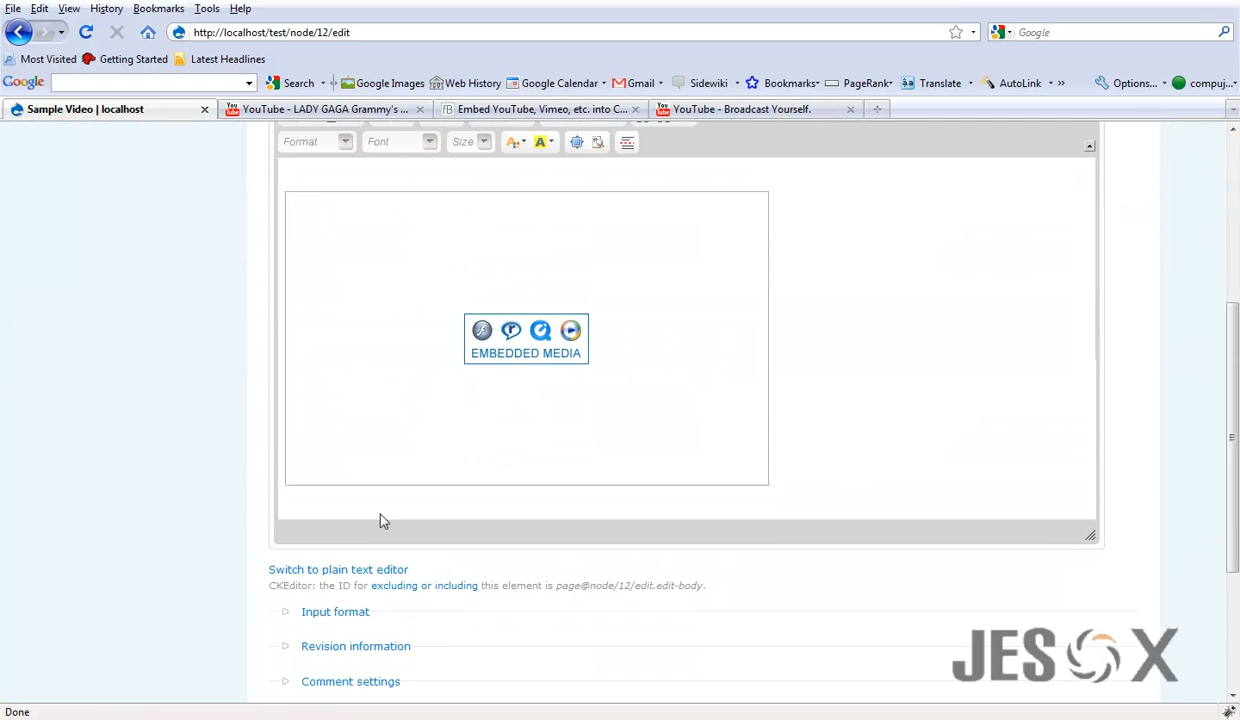 File Edit View History Bookmarks Tools Help
http://localhost/test/node/12/edit
Google
Most Visited Getting Started Latest Headlines
Google Search Google Images Web History Google Calendar Gmail Sidewiki Bookmarks PageRank Translate AutoLink » Options... compuj...
Sample Video | localhost YouTube - LADY GAGA Grammy's ... Embed YouTube, Vimeo, etc. into C... YouTube - Broadcast Yourself.
Format Font Size
EMBEDDED MEDIA
Switch to plain text editor
CKEditor: the ID for excluding or including this element is page@node/12/edit.edit-body.
Input format
Revision information
Comment settings
JESOX
Done